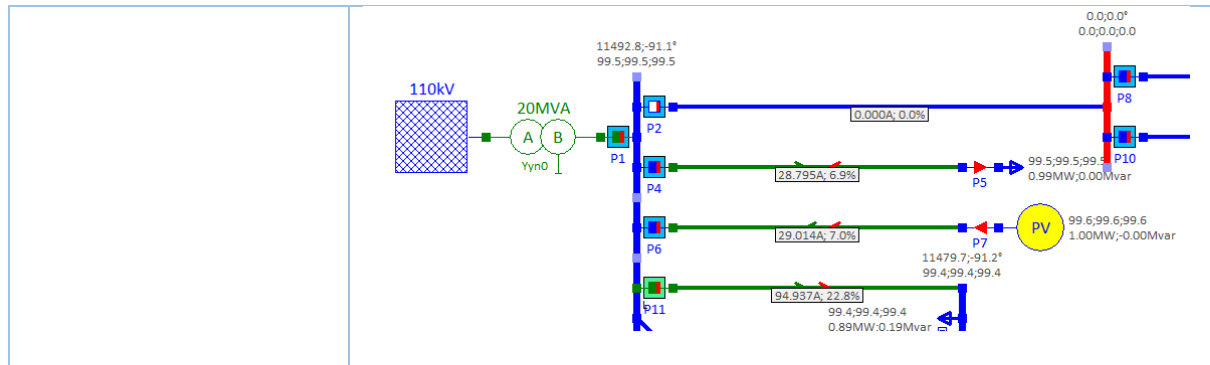 0.0;0.0°
0.0;0.0;0.0
11492.8;-91.1°
99.5;99.5;99.5
110kV
20MVA
A
B
Yyn0
P1
P2
0.000A; 0.0%
P8
P10
P4
28.795A; 6.9%
P5
99.5;99.5;99.5
0.99MW;0.00Mvar
P6
29.014A; 7.0%
P7
PV
99.6;99.6;99.6
1.00MW;-0.00Mvar
11479.7;-91.2°
99.4;99.4;99.4
P11
94.937A; 22.8%
99.4;99.4;99.4
0.89MW;0.19Mvar